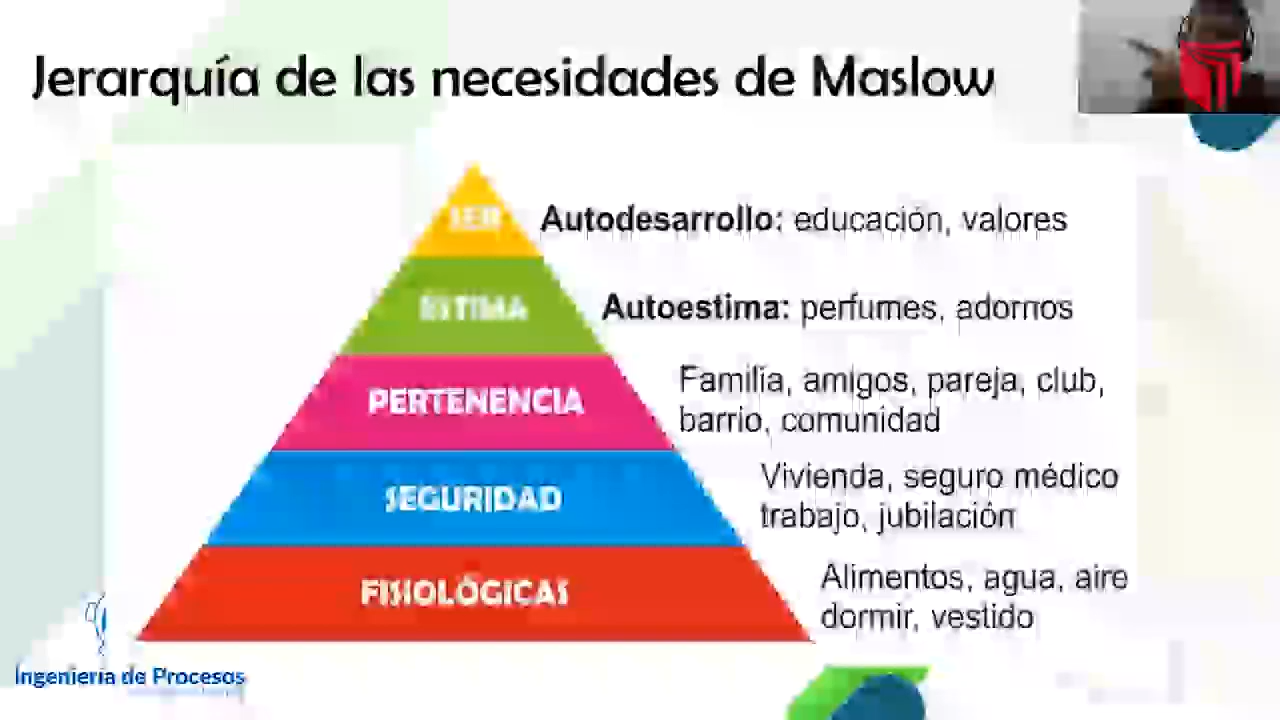 Jerarquía de las necesidades de Maslow
SER
Autodesarrollo: educación, valores
ESTIMA
Autoestima: perfumes, adornos
PERTENENCIA
Familia, amigos, pareja, club,
barrio, comunidad
SEGURIDAD
Vivienda, seguro médico
trabajo, jubilación
FISIOLÓGICAS
Alimentos, agua, aire
dormir, vestido
Ingeniería de Procesos